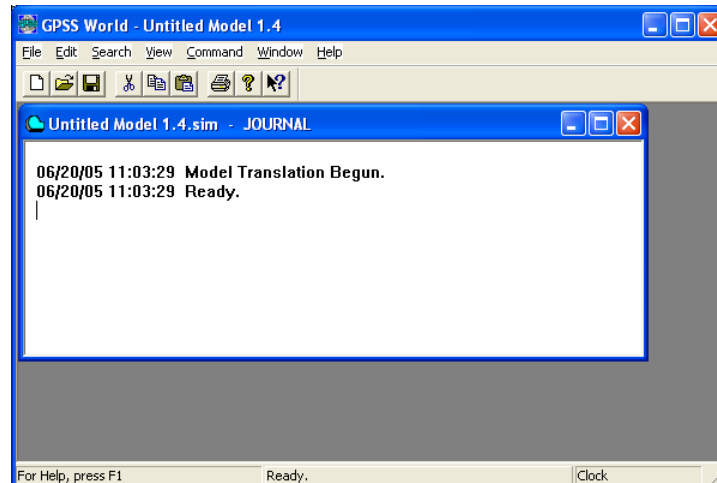 GPSS World - Untitled Model 1.4
File Edit Search View Command Window Help
Untitled Model 1.4.sim - JOURNAL
06/20/05 11:03:29 Model Translation Begun.
06/20/05 11:03:29 Ready.
For Help, press F1 Ready. Clock